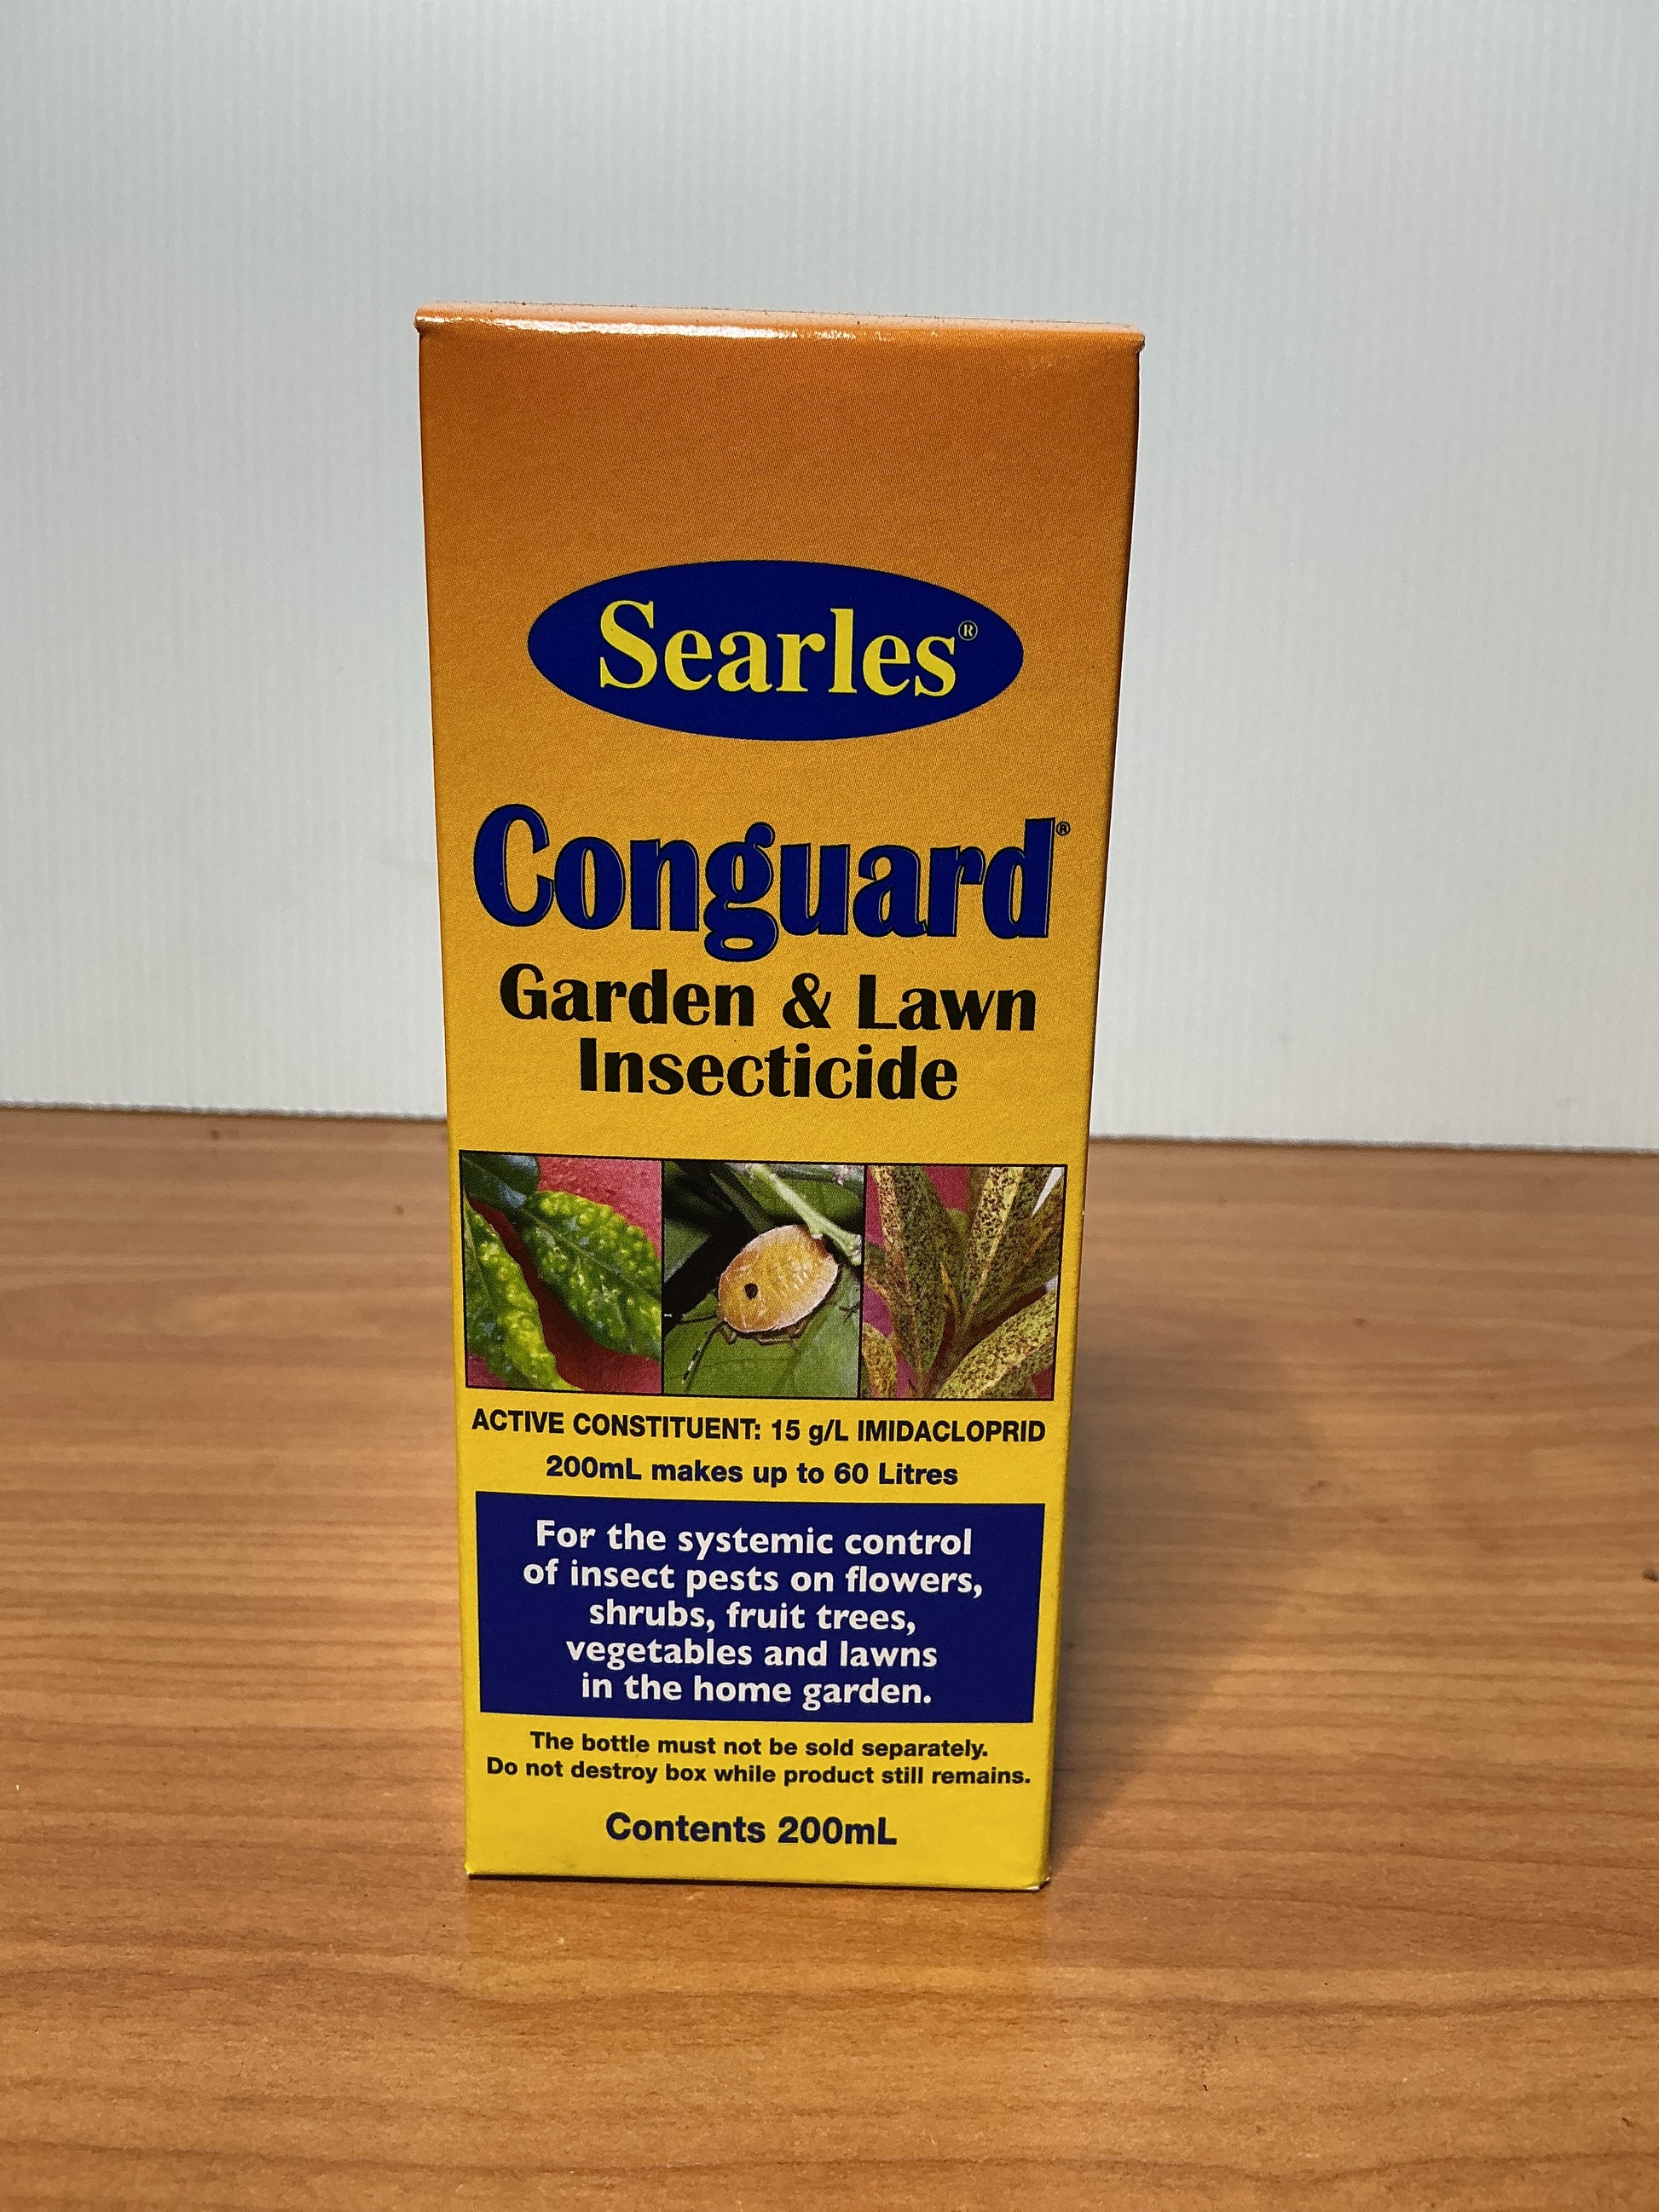 Searles®
Conguard®
Garden & Lawn
Insecticide
ACTIVE CONSTITUENT: 15 g/L IMIDACLOPRID
200mL makes up to 60 Litres
For the systemic control
of insect pests on flowers,
shrubs, fruit trees,
vegetables and lawns
in the home garden.
The bottle must not be sold separately.
Do not destroy box while product still remains.
Contents 200mL